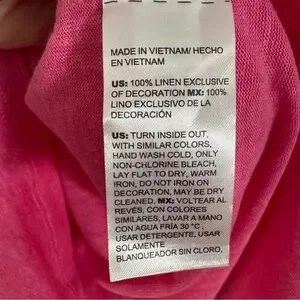 MADE IN VIETNAM/ HECHO
EN VIETNAM
US: 100% LINEN EXCLUSIVE
OF DECORATION MX: 100%
LINO EXCLUSIVO DE LA
DECORACIÓN
US: TURN INSIDE OUT,
WITH SIMILAR COLORS,
HAND WASH COLD, ONLY
NON-CHLORINE BLEACH,
LAY FLAT TO DRY, WARM
IRON, DO NOT IRON ON
DECORATION, MAY BE DRY
CLEANED. MX: VOLTEAR AL
REVÉS, CON COLORES
SIMILARES, LAVAR A MANO
CON AGUA FRÍA 30 °C ,
USAR DETERGENTE, USAR
SOLAMENTE
BLANQUEADOR SIN CLORO,